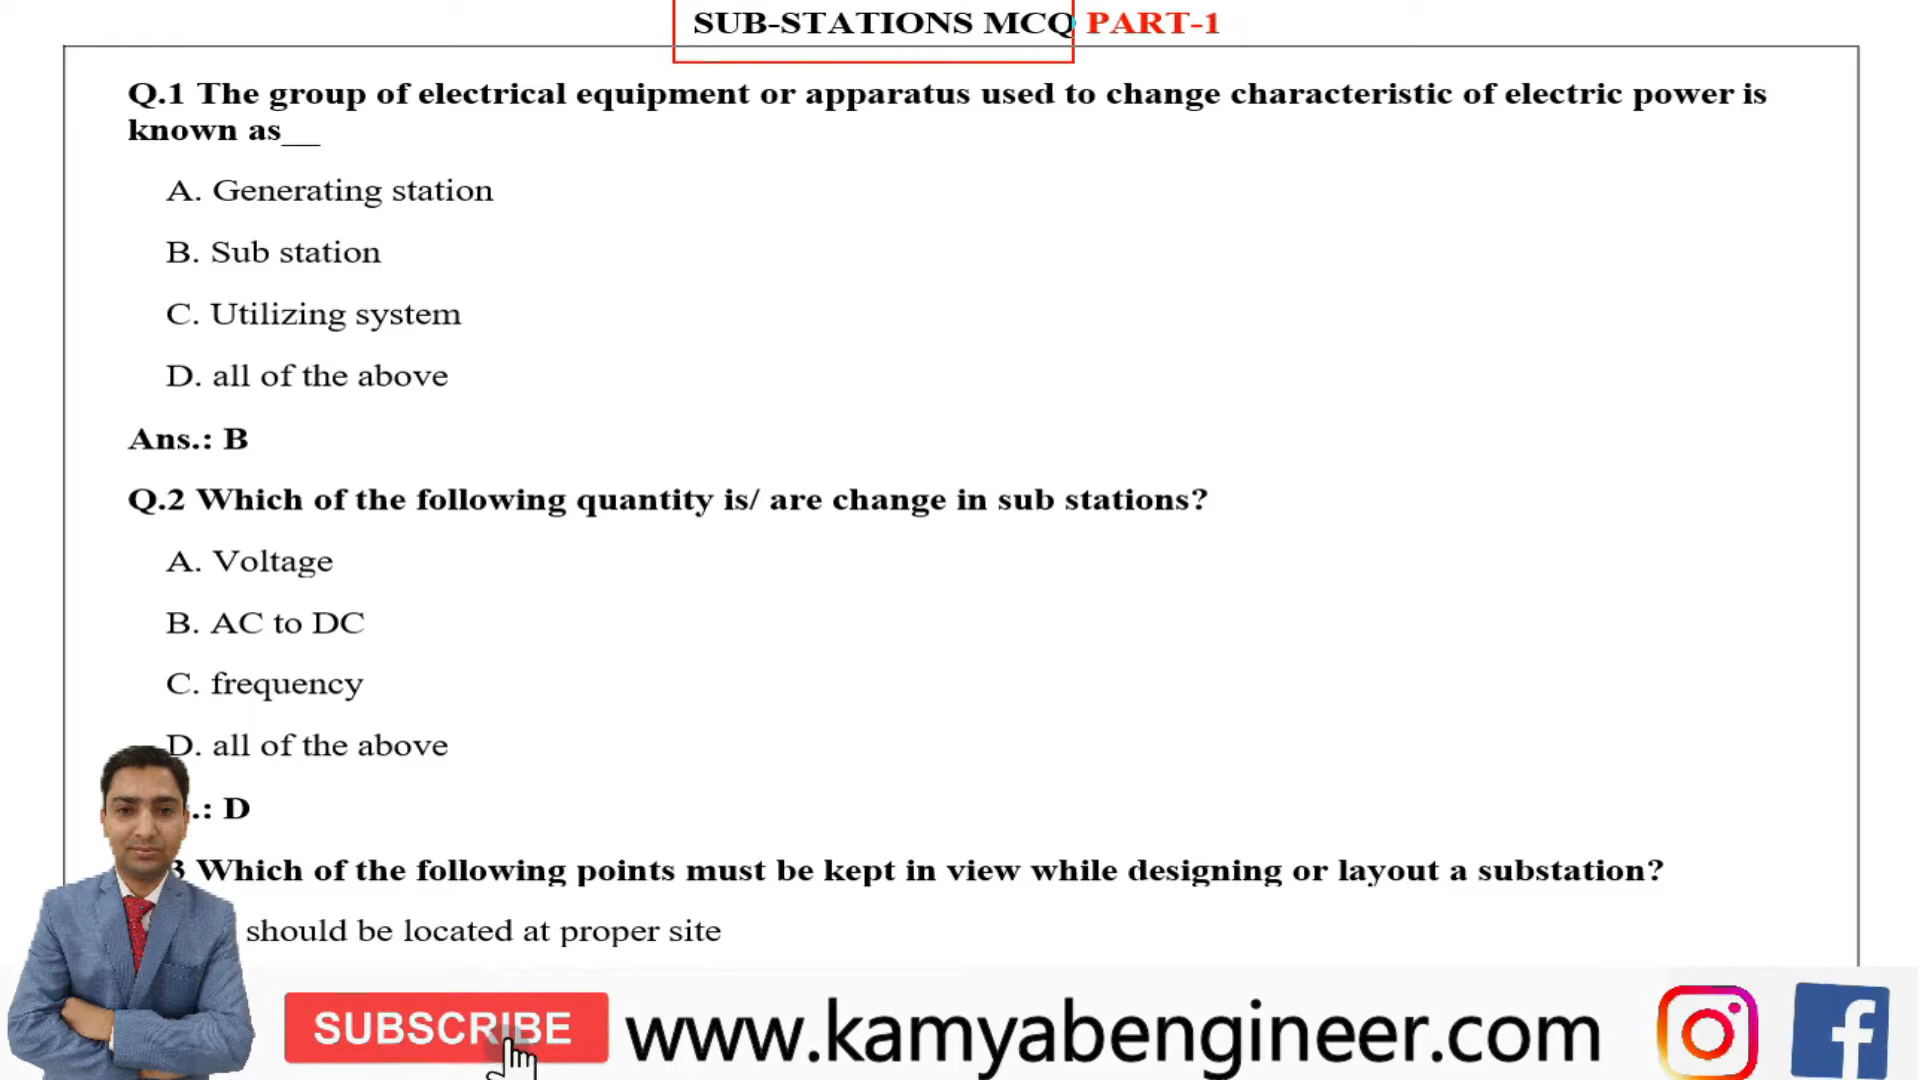 SUB-STATIONS MCQ PART-1
Q.1 The group of electrical equipment or apparatus used to change characteristic of electric power is
known as__
A. Generating station
B. Sub station
C. Utilizing system
D. all of the above
Ans.: B
Q.2 Which of the following quantity is/ are change in sub stations?
A. Voltage
B. AC to DC
C. frequency
D. all of the above
.: D
3 Which of the following points must be kept in view while designing or layout a substation?
should be located at proper site
SUBSCRIBE www.kamyabengineer.com